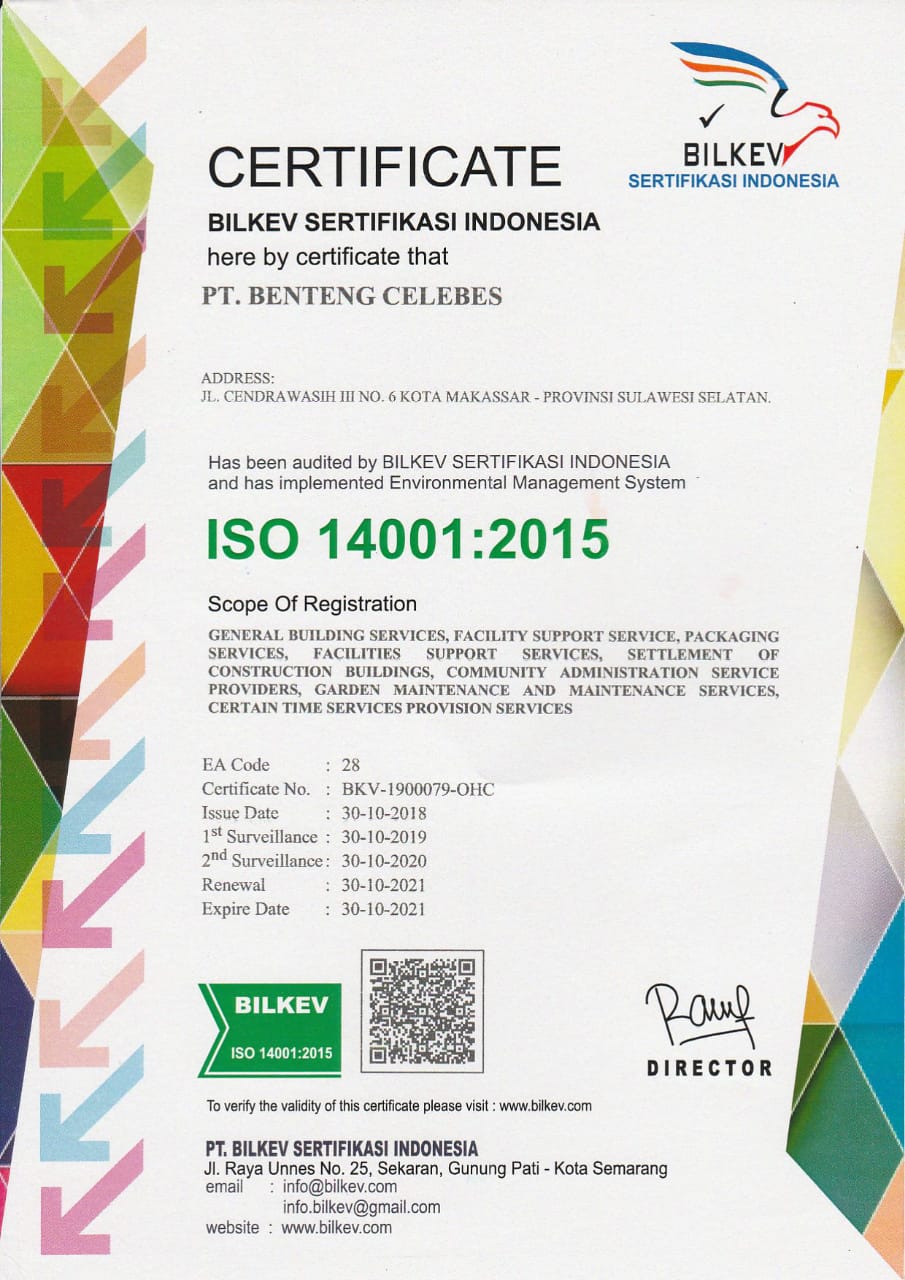 BILKEV
SERTIFIKASI INDONESIA
CERTIFICATE
BILKEV SERTIFIKASI INDONESIA
here by certificate that
PT. BENTENG CELEBES
ADDRESS:
JL. CENDRAWASIH III NO. 6 KOTA MAKASSAR - PROVINSI SULAWESI SELATAN.
Has been audited by BILKEV SERTIFIKASI INDONESIA
and has implemented Environmental Management System
ISO 14001:2015
Scope Of Registration
GENERAL BUILDING SERVICES, FACILITY SUPPORT SERVICE, PACKAGING
SERVICES, FACILITIES SUPPORT SERVICES, SETTLEMENT OF
CONSTRUCTION BUILDINGS, COMMUNITY ADMINISTRATION SERVICE
PROVIDERS, GARDEN MAINTENANCE AND MAINTENANCE SERVICES,
CERTAIN TIME SERVICES PROVISION SERVICES
EA Code : 28
Certificate No. : BKV-1900079-OHC
Issue Date : 30-10-2018
1st Surveillance : 30-10-2019
2nd Surveillance : 30-10-2020
Renewal : 30-10-2021
Expire Date : 30-10-2021
BILKEV
ISO 14001:2015
DIRECTOR
To verify the validity of this certificate please visit : www.bilkev.com
PT. BILKEV SERTIFIKASI INDONESIA
Jl. Raya Unnes No. 25, Sekaran, Gunung Pati - Kota Semarang
email : info@bilkev.com
info.bilkev@gmail.com
website : www.bilkev.com